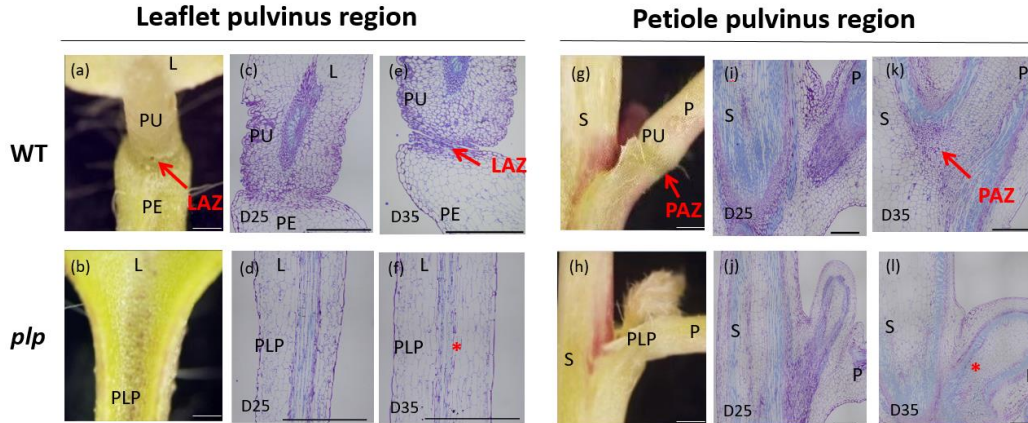 Leaflet pulvinus region
Petiole pulvinus region
WT
(a)
L
PU
LAZ
PE
(c)
L
PU
D25
PE
(e)
PU
LAZ
PE
D35
(g)
S
P
PU
PAZ
(i)
S
P
D25
(k)
S
P
PAZ
D35
plp
(b)
L
PLP
(d)
L
PLP
D25
(f)
L
PLP
*
D35
(h)
S
PLP
P
(j)
S
P
D25
(l)
S
*
D35